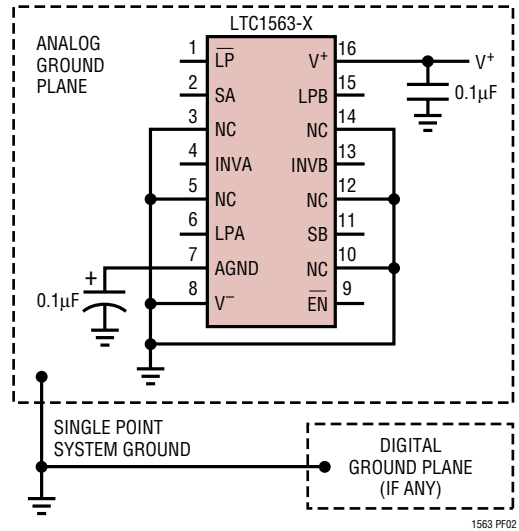 LTC1563-X
ANALOG
GROUND
PLANE
1 LP V+ 16
2 SA LPB 15
3 NC NC 14
4 INVA INVB 13
5 NC NC 12
6 LPA SB 11
7 AGND NC 10
8 V– EN 9
V+
0.1µF
+
0.1µF
SINGLE POINT
SYSTEM GROUND
DIGITAL
GROUND PLANE
(IF ANY)
1563 PF02